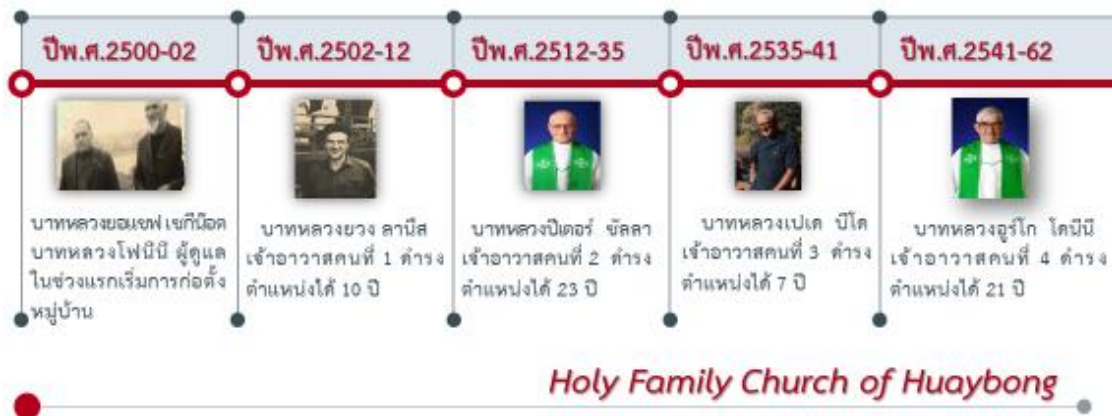 ปีพ.ศ.2500-02
ปีพ.ศ.2502-12
ปีพ.ศ.2512-35
ปีพ.ศ.2535-41
ปีพ.ศ.2541-62
บาทหลวงยอแซฟ เซกีน๊อต
บาทหลวงโฟนีนี ผู้ดูแล
ในช่วงแรกเริ่มการก่อตั้ง
หมู่บ้าน
บาทหลวงยวง ลานีส
เจ้าอาวาสคนที่ 1 ดำรง
ตำแหน่งได้ 10 ปี
บาทหลวงปีเตอร์ ซัลลา
เจ้าอาวาสคนที่ 2 ดำรง
ตำแหน่งได้ 23 ปี
บาทหลวงเปเต บีโด
เจ้าอาวาสคนที่ 3 ดำรง
ตำแหน่งได้ 7 ปี
บาทหลวงอูร์โก โดนีนี
เจ้าอาวาสคนที่ 4 ดำรง
ตำแหน่งได้ 21 ปี
Holy Family Church of Huaybong